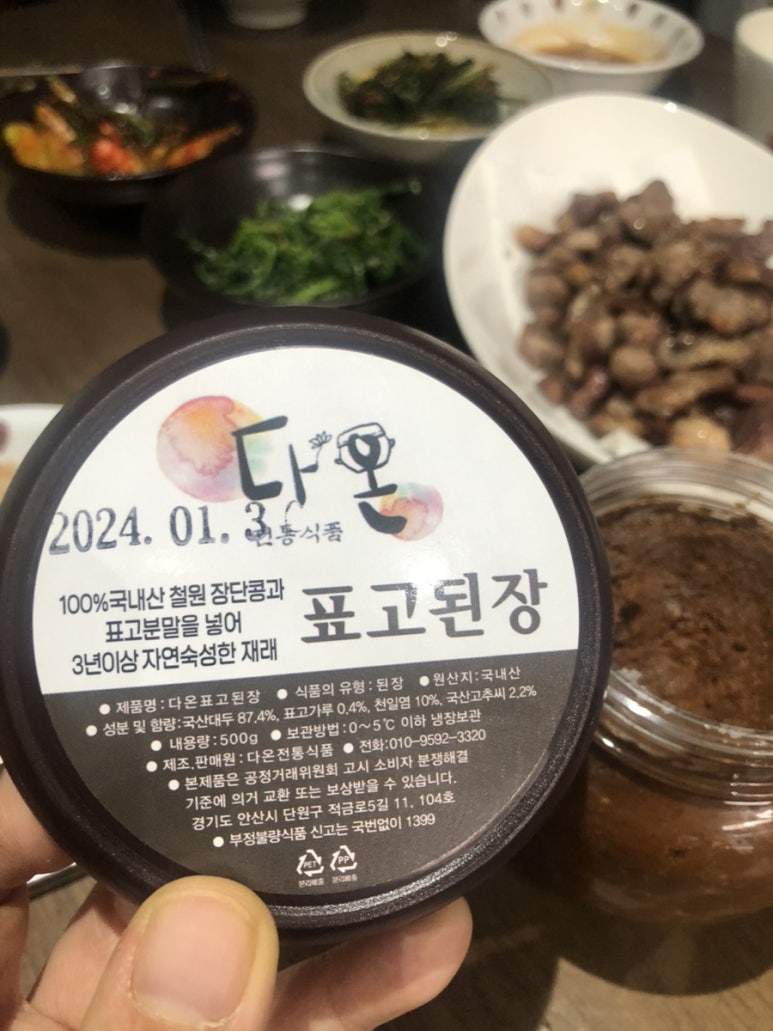 다온
2024. 01. 3
전통식품
100%국내산 철원 장단콩과
표고분말을 넣어
3년이상 자연숙성한 재래
표고된장
● 제품명 : 다온표고된장 ● 식품의 유형 : 된장 ● 원산지 : 국내산
● 성분 및 함량:국산대두 87.4%, 표고가루 0.4%, 천일염 10%, 국산고추씨 2.2%
● 내용량 : 500g ● 보관방법 : 0~5℃ 이하 냉장보관
● 제조.판매원 : 다온전통식품 ● 전화:010-9592-3320
● 본제품은 공정거래위원회 고시 소비자 분쟁해결
기준에 의거 교환 또는 보상받을 수 있습니다.
경기도 안산시 단원구 적금로5길 11, 104호
● 부정불량식품 신고는 국번없이 1399
PET PP
분리배출 분리배출